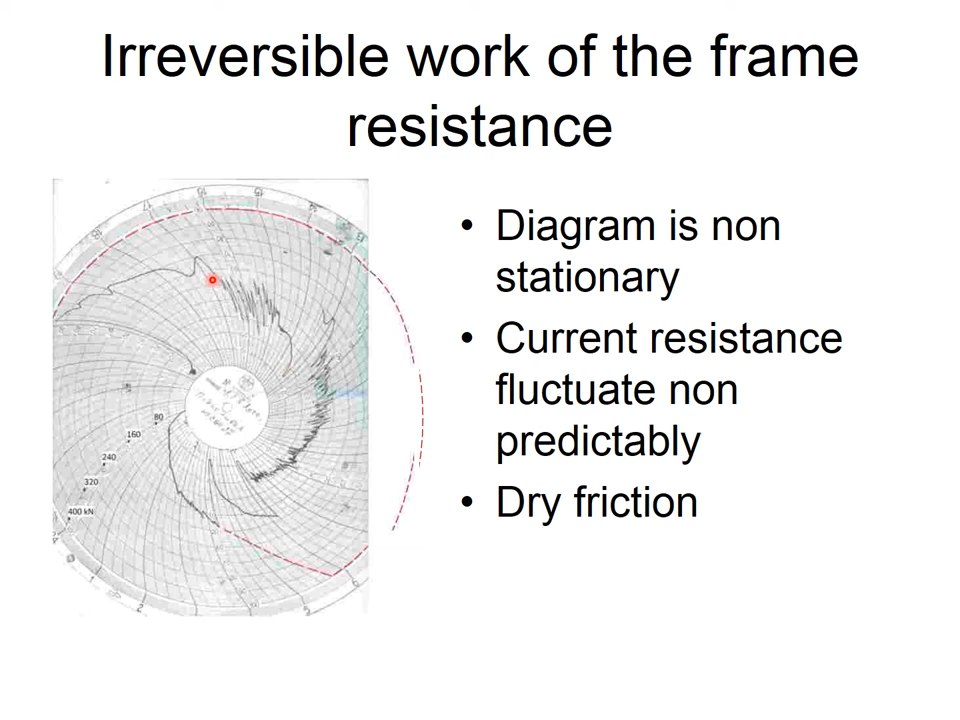 Irreversible work of the frame
resistance
• Diagram is non
stationary
• Current resistance
fluctuate non
predictably
• Dry friction
80
160
240
320
400 kN